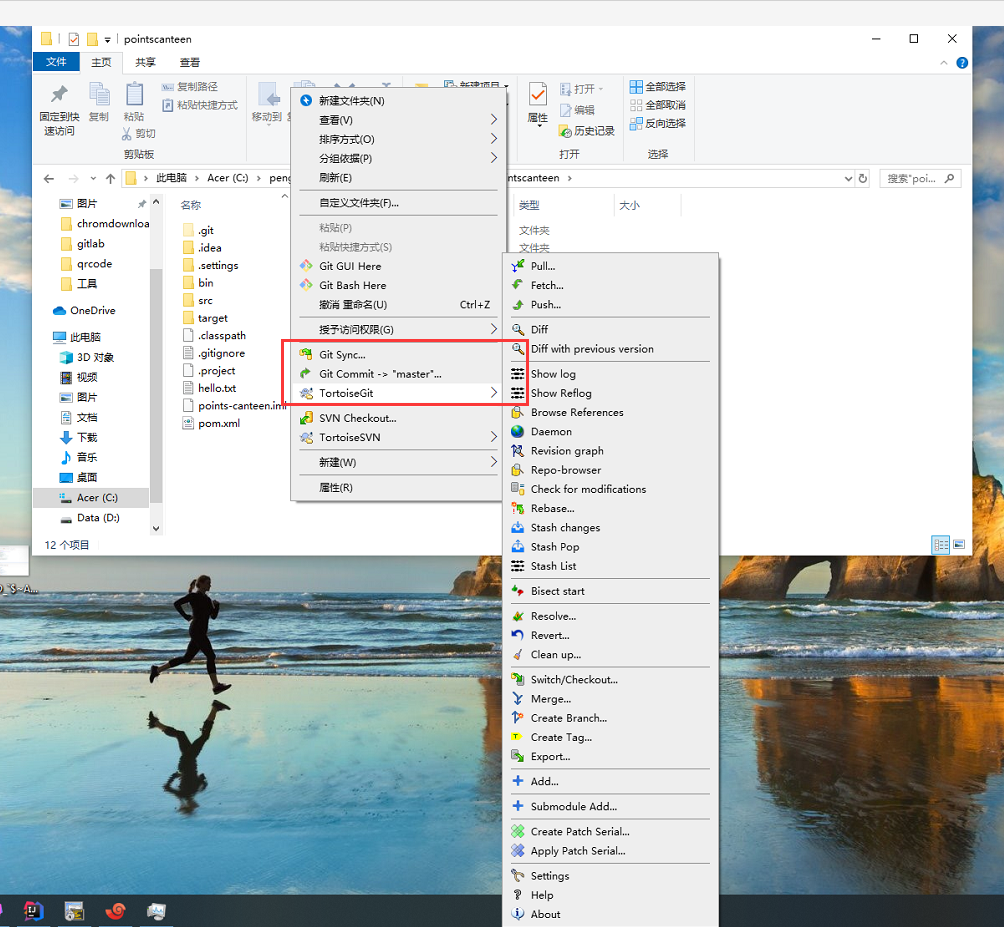 pointscanteen
文件 主页 共享 查看
固定到快速访问
复制
粘贴
复制路径
粘贴快捷方式
剪切
剪贴板
移动到
新建项目
属性
打开
编辑
历史记录
打开
全部选择
全部取消
反向选择
选择
此电脑 Acer (C:)
搜索"poi...
图片
chromdownloa
gitlab
qrcode
工具
OneDrive
此电脑
3D 对象
视频
图片
文档
下载
音乐
桌面
Acer (C:)
Data (D:)
12 个项目
名称
类型
大小
.git
.idea
.settings
bin
src
target
.classpath
.gitignore
.project
hello.txt
points-canteen.iml
pom.xml
文件夹
文件夹
新建文件夹(N)
查看(V)
排序方式(O)
分组依据(P)
刷新(E)
自定义文件夹(F)...
粘贴(P)
粘贴快捷方式(S)
Git GUI Here
Git Bash Here
撤消 重命名(U) Ctrl+Z
授予访问权限(G)
Git Sync...
Git Commit -> "master"...
TortoiseGit
SVN Checkout...
TortoiseSVN
新建(W)
属性(R)
Pull...
Fetch...
Push...
Diff
Diff with previous version
Show log
Show Reflog
Browse References
Daemon
Revision graph
Repo-browser
Check for modifications
Rebase...
Stash changes
Stash Pop
Stash List
Bisect start
Resolve...
Revert...
Clean up...
Switch/Checkout...
Merge...
Create Branch...
Create Tag...
Export...
Add...
Submodule Add...
Create Patch Serial...
Apply Patch Serial...
Settings
Help
About